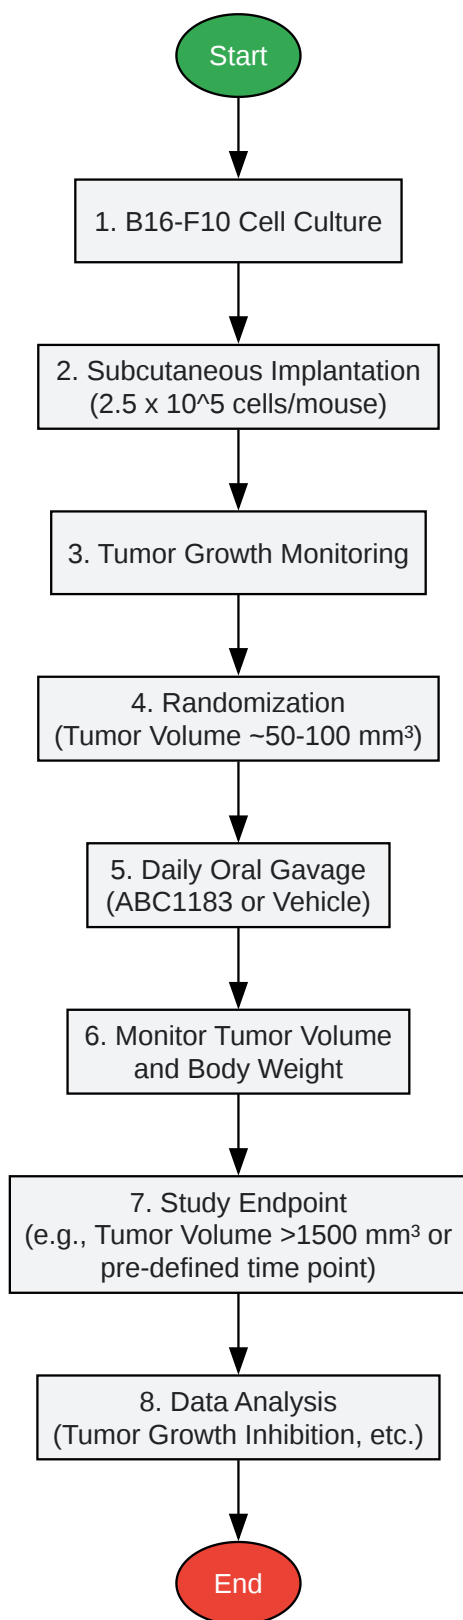 Start
1. B16-F10 Cell Culture
2. Subcutaneous Implantation
(2.5 x 10^5 cells/mouse)
3. Tumor Growth Monitoring
4. Randomization
(Tumor Volume ~50-100 mm³)
5. Daily Oral Gavage
(ABC1183 or Vehicle)
6. Monitor Tumor Volume
and Body Weight
7. Study Endpoint
(e.g., Tumor Volume >1500 mm³ or
pre-defined time point)
8. Data Analysis
(Tumor Growth Inhibition, etc.)
End